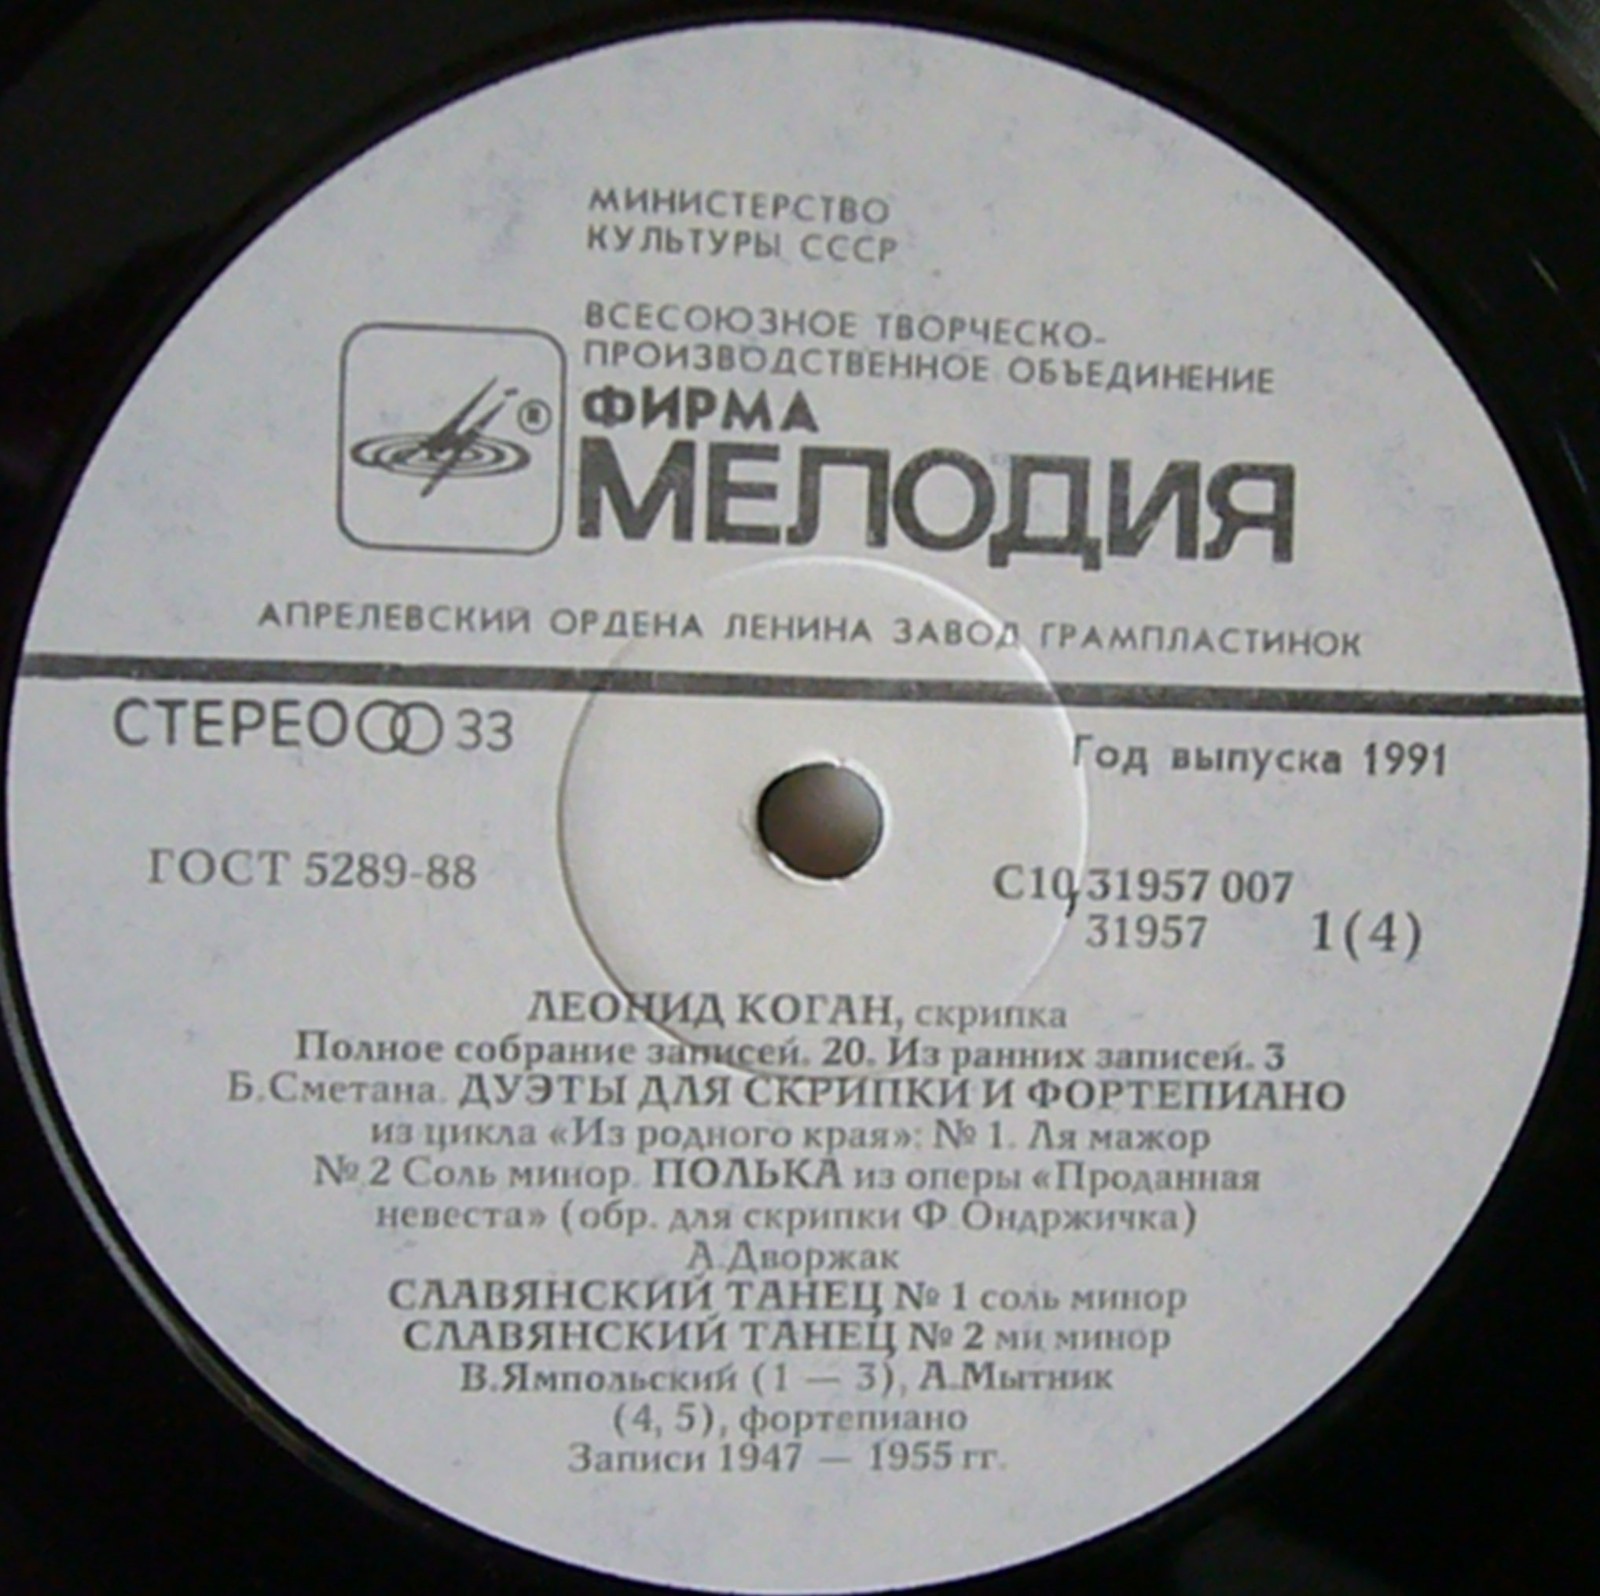 МИНИСТЕРСТВО
КУЛЬТУРЫ СССР
ВСЕСОЮЗНОЕ ТВОРЧЕСКО-
ПРОИЗВОДСТВЕННОЕ ОБЪЕДИНЕНИЕ
®
ФИРМА
МЕЛОДИЯ
АПРЕЛЕВСКИЙ ОРДЕНА ЛЕНИНА ЗАВОД ГРАМПЛАСТИНОК
СТЕРЕО 33
Год выпуска 1991
ГОСТ 5289-88
С10 31957 007
31957 1(4)
ЛЕОНИД КОГАН, скрипка
Полное собрание записей. 20. Из ранних записей. 3
Б.Сметана. ДУЭТЫ ДЛЯ СКРИПКИ И ФОРТЕПИАНО
из цикла «Из родного края»: № 1. Ля мажор
№ 2 Соль минор. ПОЛЬКА из оперы «Проданная
невеста» (обр. для скрипки Ф.Ондржичка)
А.Дворжак
СЛАВЯНСКИЙ ТАНЕЦ № 1 соль минор
СЛАВЯНСКИЙ ТАНЕЦ № 2 ми минор
В.Ямпольский (1 — 3), А.Мытник
(4, 5), фортепиано
Записи 1947 — 1955 гг.